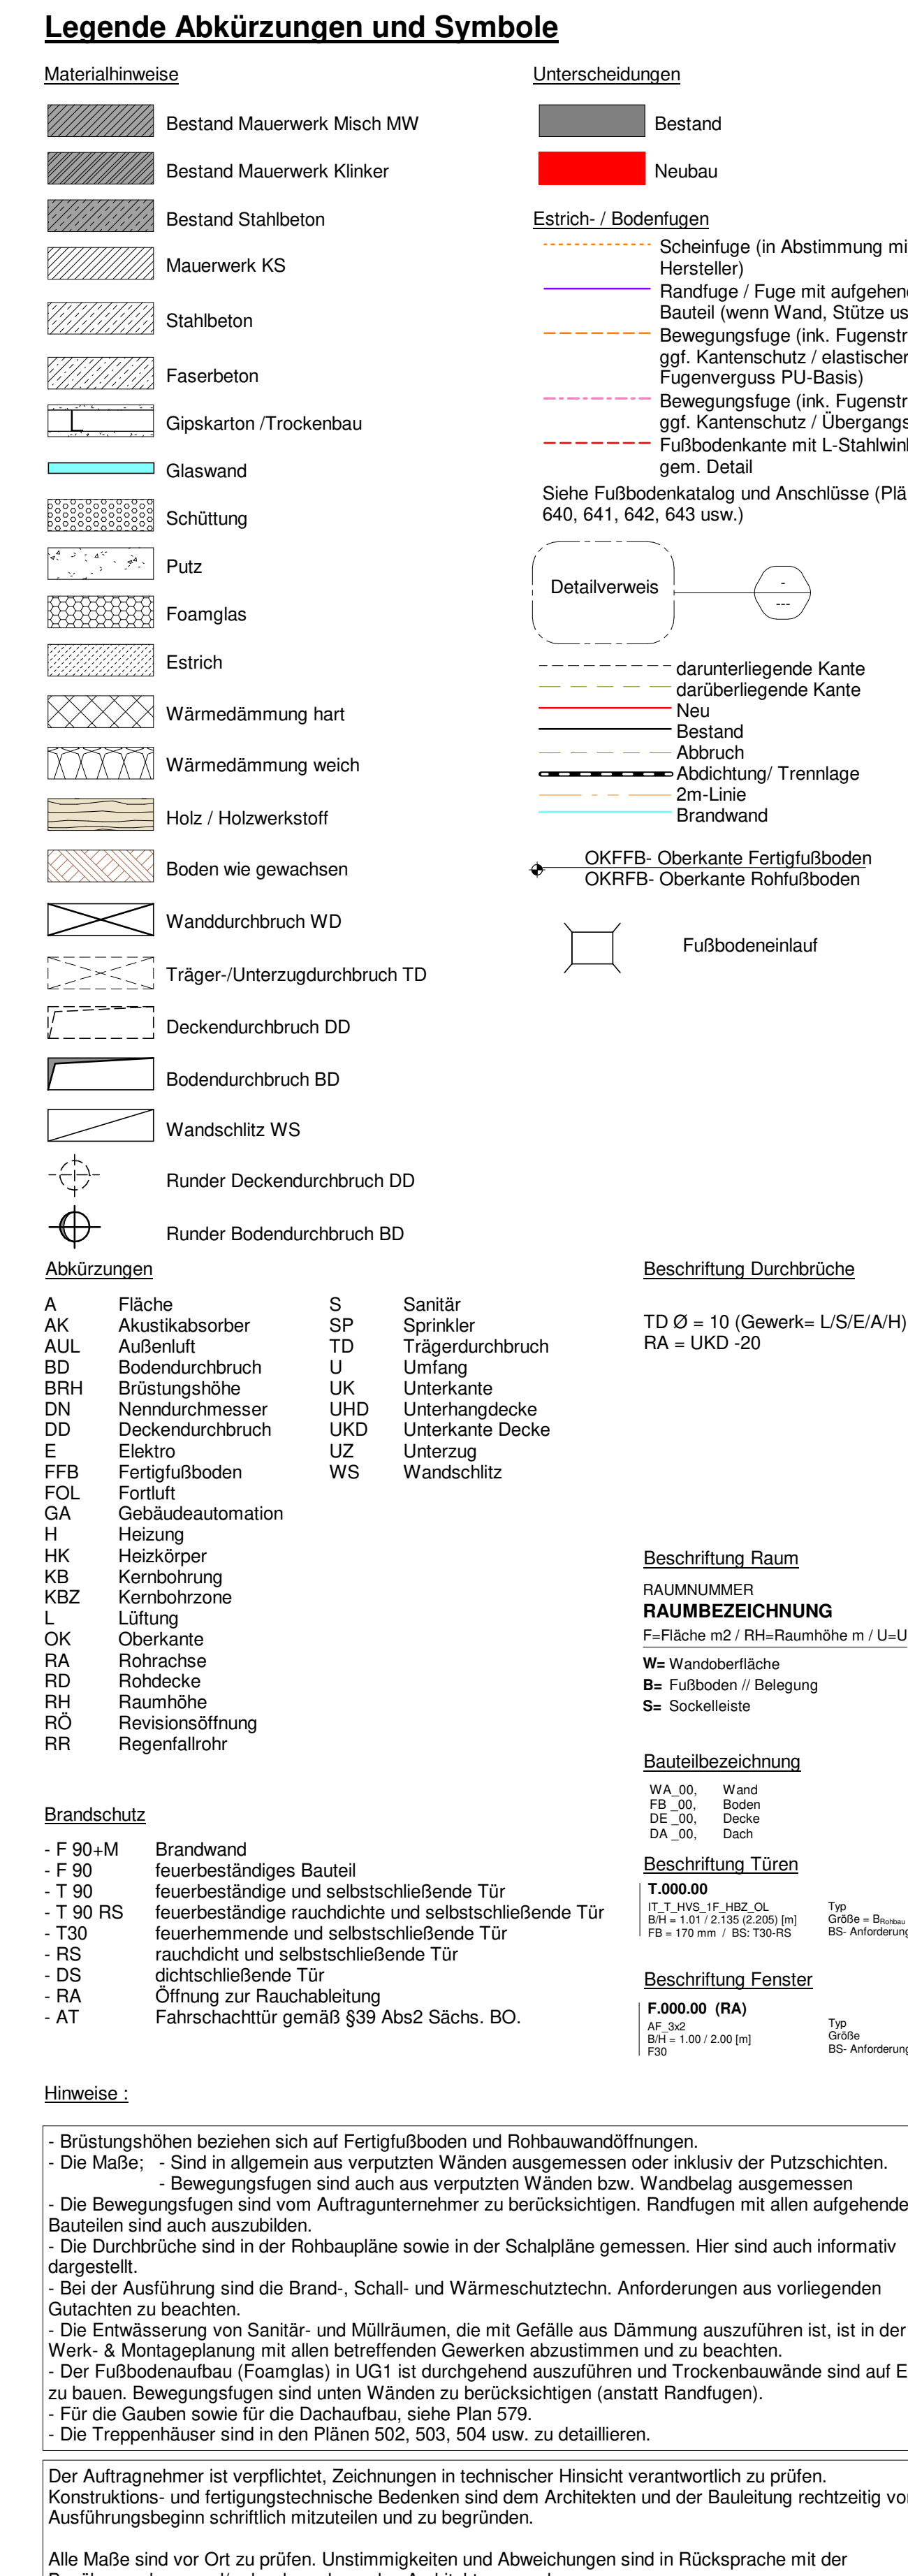 Legende Abkürzungen und Symbole
Materialhinweise
Bestand Mauerwerk Misch MW
Bestand Mauerwerk Klinker
Bestand Stahlbeton
Mauerwerk KS
Stahlbeton
Faserbeton
L
Gipskarton /Trockenbau
Glaswand
Schüttung
Putz
Foamglas
Estrich
Wärmedämmung hart
Wärmedämmung weich
Holz / Holzwerkstoff
Boden wie gewachsen
Wanddurchbruch WD
Träger-/Unterzugdurchbruch TD
Deckendurchbruch DD
Bodendurchbruch BD
Wandschlitz WS
Runder Deckendurchbruch DD
Runder Bodendurchbruch BD
Unterscheidungen
Bestand
Neubau
Estrich- / Bodenfugen
Scheinfuge (in Abstimmung
Hersteller)
Randfuge / Fuge mit
Bauteil (wenn Wand, Stütze
Bewegungsfuge (ink.
ggf. Kantenschutz / elastischer
Fugenverguss PU-Basis)
Bewegungsfuge (ink.
ggf. Kantenschutz /
Fußbodenkante mit
gem. Detail
Siehe Fußbodenkatalog und Anschlüsse
640, 641, 642, 643 usw.)
Detailverweis
-
---
darunterliegende Kante
darüberliegende Kante
Neu
Bestand
Abbruch
Abdichtung/ Trennlage
2m-Linie
Brandwand
OKFFB- Oberkante Fertigfußboden
OKRFB- Oberkante Rohfußboden
Fußbodeneinlauf
Abkürzungen
A Fläche
AK Akustikabsorber
AUL Außenluft
BD Bodendurchbruch
BRH Brüstungshöhe
DN Nenndurchmesser
DD Deckendurchbruch
E Elektro
FFB Fertigfußboden
FOL Fortluft
GA Gebäudeautomation
H Heizung
HK Heizkörper
KB Kernbohrung
KBZ Kernbohrzone
L Lüftung
OK Oberkante
RA Rohrachse
RD Rohdecke
RH Raumhöhe
RÖ Revisionsöffnung
RR Regenfallrohr
S Sanitär
SP Sprinkler
TD Trägerdurchbruch
U Umfang
UK Unterkante
UHD Unterhangdecke
UKD Unterkante Decke
UZ Unterzug
WS Wandschlitz
Beschriftung Durchbrüche
TD Ø = 10 (Gewerk= L/S/E/A/H)
RA = UKD -20
Beschriftung Raum
RAUMNUMMER
RAUMBEZEICHNUNG
F=Fläche m2 / RH=Raumhöhe m /
W= Wandoberfläche
B= Fußboden // Belegung
S= Sockelleiste
Bauteilbezeichnung
WA_00, Wand
FB _00, Boden
DE _00, Decke
DA _00, Dach
Brandschutz
- F 90+M Brandwand
- F 90 feuerbeständiges Bauteil
- T 90 feuerbeständige und selbstschließende Tür
- T 90 RS feuerbeständige rauchdichte und selbstschließende Tür
- T30 feuerhemmende und selbstschließende Tür
- RS rauchdicht und selbstschließende Tür
- DS dichtschließende Tür
- RA Öffnung zur Rauchableitung
- AT Fahrschachttür gemäß §39 Abs2 Sächs. BO.
Beschriftung Türen
T.000.00
IT_T_HVS_1F_HBZ_OL Typ
B/H = 1.01 / 2.135 (2.205) [m] Größe = BRohbau
FB = 170 mm / BS: T30-RS BS-
Beschriftung Fenster
F.000.00 (RA)
AF_3x2 Typ
B/H = 1.00 / 2.00 [m] Größe
F30 BS-
Hinweise :
- Brüstungshöhen beziehen sich auf Fertigfußboden und Rohbauwandöffnungen.
- Die Maße; - Sind in allgemein aus verputzten Wänden ausgemessen oder inklusiv der Putzschichten.
- Bewegungsfugen sind auch aus verputzten Wänden bzw. Wandbelag ausgemessen
- Die Bewegungsfugen sind vom Auftragunternehmer zu berücksichtigen. Randfugen mit allen
Bauteilen sind auch auszubilden.
- Die Durchbrüche sind in der Rohbaupläne sowie in der Schalpläne gemessen. Hier sind auch informativ
dargestellt.
- Bei der Ausführung sind die Brand-, Schall- und Wärmeschutztechn. Anforderungen aus vorliegenden
Gutachten zu beachten.
- Die Entwässerung von Sanitär- und Müllräumen, die mit Gefälle aus Dämmung auszuführen ist, ist in der
Werk- & Montageplanung mit allen betreffenden Gewerken abzustimmen und zu beachten.
- Der Fußbodenaufbau (Foamglas) in UG1 ist durchgehend auszuführen und Trockenbauwände sind auf
zu bauen. Bewegungsfugen sind unten Wänden zu berücksichtigen (anstatt Randfugen).
- Für die Gauben sowie für die Dachaufbau, siehe Plan 579.
- Die Treppenhäuser sind in den Plänen 502, 503, 504 usw. zu detaillieren.
Der Auftragnehmer ist verpflichtet, Zeichnungen in technischer Hinsicht verantwortlich zu prüfen.
Konstruktions- und fertigungstechnische Bedenken sind dem Architekten und der Bauleitung rechtzeitig
Ausführungsbeginn schriftlich mitzuteilen und zu begründen.
Alle Maße sind vor Ort zu prüfen. Unstimmigkeiten und Abweichungen sind in Rücksprache mit der